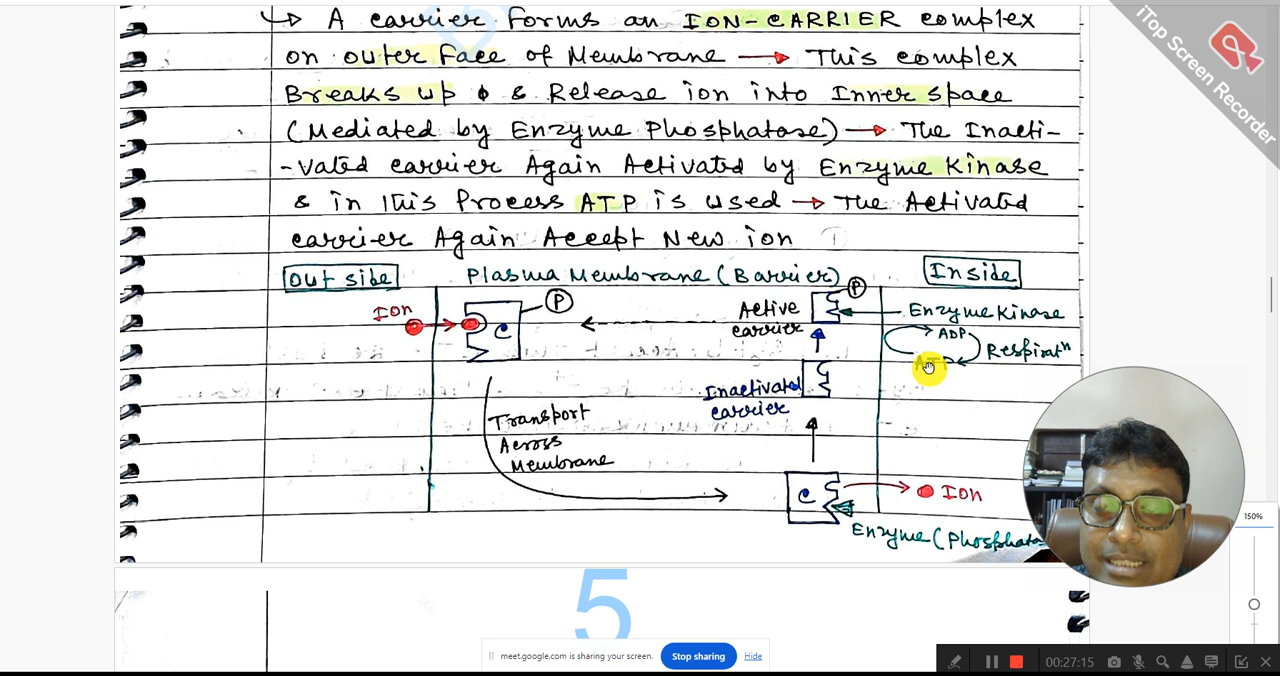 ↳ A carrier forms an ION-CARRIER complex
on outer face of Membrane → This complex
Breaks up & Release ion into Inner space
(Mediated by Enzyme Phosphatase) → The Inacti-
-vated carrier Again Activated by Enzyme Kinase
& in this Process ATP is used → The Activated
carrier Again Accept New ion
Outside
Plasma Membrane (Barrier)
Inside
Ion
P
C
Active
carrier
P
Enzyme Kinase
ADP
Respiratn
Inactivated
carrier
Transport
Across
Membrane
C
Ion
Enzyme (Phosphatas
5
iTop Screen Recorder
150%
meet.google.com is sharing your screen.
Stop sharing
Hide
00:27:15